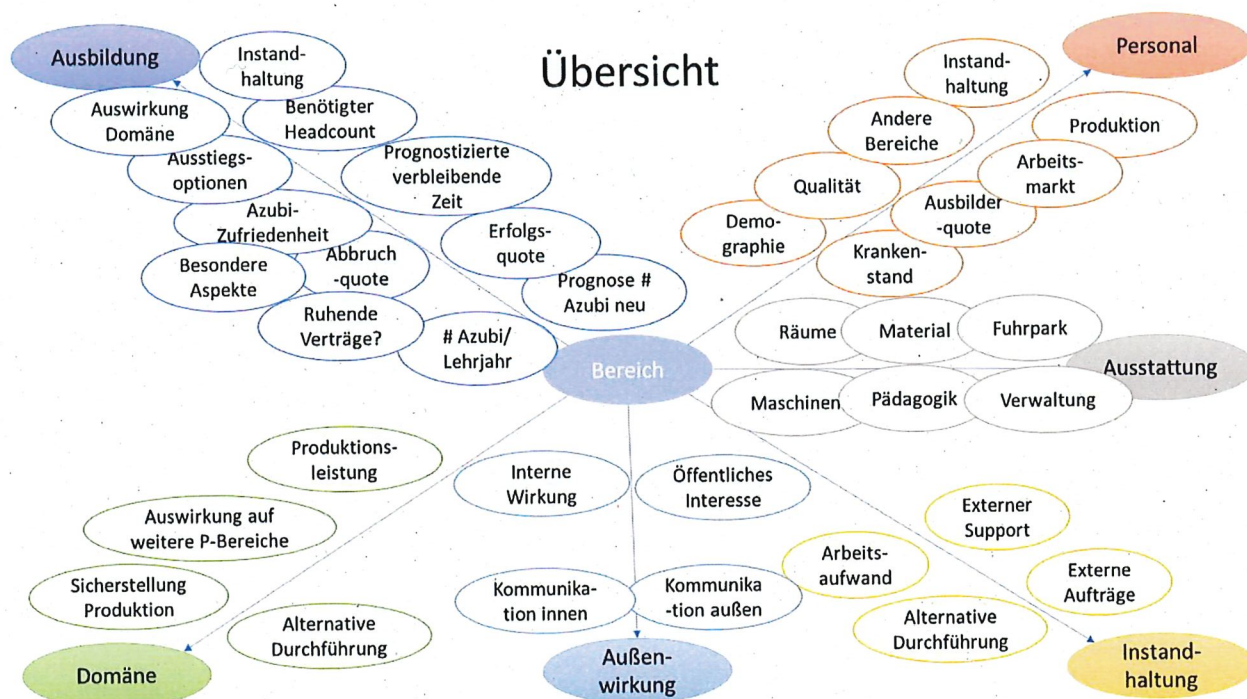 Übersicht
Ausbildung
Instand-
haltung
Auswirkung
Domäne
Benötigter
Headcount
Ausstiegs-
optionen
Prognostizierte
verbleibende
Zeit
Azubi-
Zufriedenheit
Erfolgs-
quote
Besondere
Aspekte
Abbruch
-quote
Prognose #
Azubi neu
Ruhende
Verträge?
# Azubi/
Lehrjahr
Personal
Instand-
haltung
Andere
Bereiche
Produktion
Arbeits-
markt
Qualität
Ausbilder
-quote
Demo-
graphie
Kranken-
stand
Bereich
Räume
Material
Fuhrpark
Ausstattung
Maschinen
Pädagogik
Verwaltung
Produktions-
leistung
Auswirkung auf
weitere P-Bereiche
Sicherstellung
Produktion
Alternative
Durchführung
Domäne
Interne
Wirkung
Öffentliches
Interesse
Kommunika-
tion innen
Kommunika
-tion außen
Außen-
wirkung
Externer
Support
Arbeits-
aufwand
Externe
Aufträge
Alternative
Durchführung
Instand-
haltung